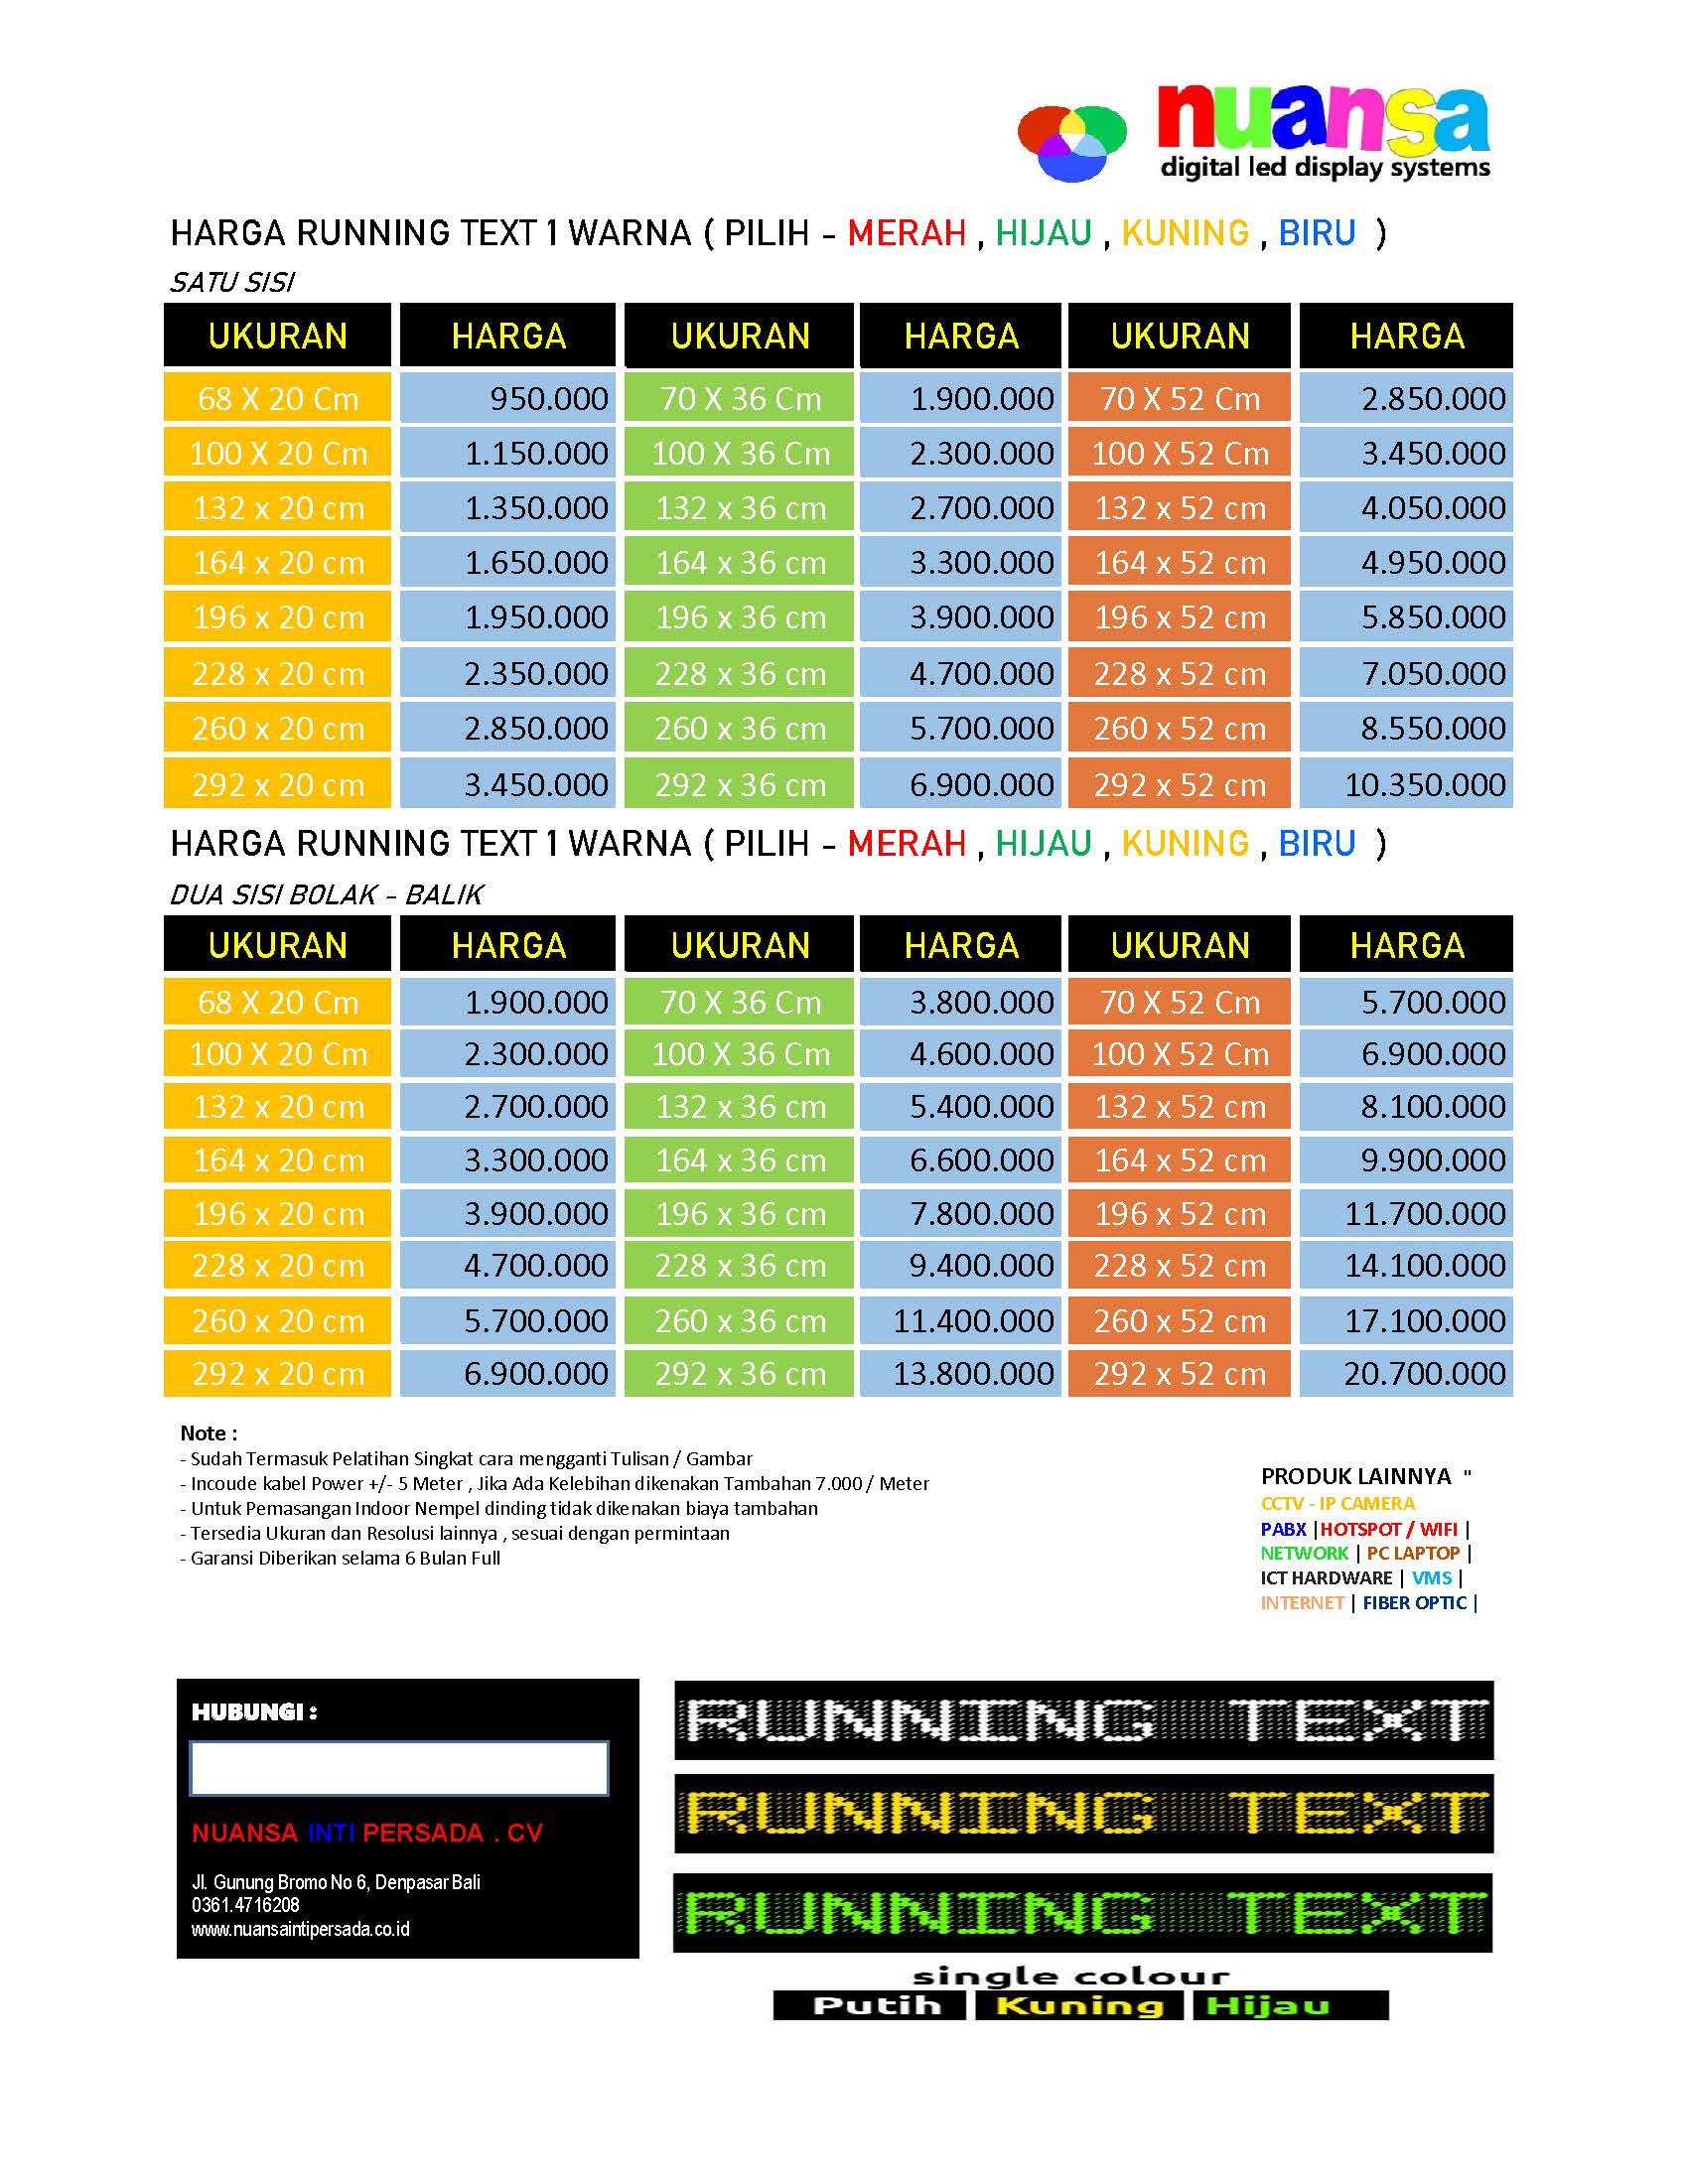 nuansa
digital led display systems
HARGA RUNNING TEXT 1 WARNA ( PILIH - MERAH , HIJAU , KUNING , BIRU )
SATU SISI
UKURAN HARGA UKURAN HARGA UKURAN HARGA
68 X 20 Cm 950.000 70 X 36 Cm 1.900.000 70 X 52 Cm 2.850.000
100 X 20 Cm 1.150.000 100 X 36 Cm 2.300.000 100 X 52 Cm 3.450.000
132 x 20 cm 1.350.000 132 x 36 cm 2.700.000 132 x 52 cm 4.050.000
164 x 20 cm 1.650.000 164 x 36 cm 3.300.000 164 x 52 cm 4.950.000
196 x 20 cm 1.950.000 196 x 36 cm 3.900.000 196 x 52 cm 5.850.000
228 x 20 cm 2.350.000 228 x 36 cm 4.700.000 228 x 52 cm 7.050.000
260 x 20 cm 2.850.000 260 x 36 cm 5.700.000 260 x 52 cm 8.550.000
292 x 20 cm 3.450.000 292 x 36 cm 6.900.000 292 x 52 cm 10.350.000
HARGA RUNNING TEXT 1 WARNA ( PILIH - MERAH , HIJAU , KUNING , BIRU )
DUA SISI BOLAK - BALIK
UKURAN HARGA UKURAN HARGA UKURAN HARGA
68 X 20 Cm 1.900.000 70 X 36 Cm 3.800.000 70 X 52 Cm 5.700.000
100 X 20 Cm 2.300.000 100 X 36 Cm 4.600.000 100 X 52 Cm 6.900.000
132 x 20 cm 2.700.000 132 x 36 cm 5.400.000 132 x 52 cm 8.100.000
164 x 20 cm 3.300.000 164 x 36 cm 6.600.000 164 x 52 cm 9.900.000
196 x 20 cm 3.900.000 196 x 36 cm 7.800.000 196 x 52 cm 11.700.000
228 x 20 cm 4.700.000 228 x 36 cm 9.400.000 228 x 52 cm 14.100.000
260 x 20 cm 5.700.000 260 x 36 cm 11.400.000 260 x 52 cm 17.100.000
292 x 20 cm 6.900.000 292 x 36 cm 13.800.000 292 x 52 cm 20.700.000
Note :
- Sudah Termasuk Pelatihan Singkat cara mengganti Tulisan / Gambar
- Incoude kabel Power +/- 5 Meter , Jika Ada Kelebihan dikenakan Tambahan 7.000 / Meter
- Untuk Pemasangan Indoor Nempel dinding tidak dikenakan biaya tambahan
- Tersedia Ukuran dan Resolusi lainnya , sesuai dengan permintaan
- Garansi Diberikan selama 6 Bulan Full
PRODUK LAINNYA "
CCTV - IP CAMERA
PABX |HOTSPOT / WIFI |
NETWORK | PC LAPTOP |
ICT HARDWARE | VMS |
INTERNET | FIBER OPTIC |
HUBUNGI :
NUANSA INTI PERSADA . CV
Jl. Gunung Bromo No 6, Denpasar Bali
0361.4716208
www.nuansaintipersada.co.id
RUNNING TEXT
RUNNING TEXT
RUNNING TEXT
single colour
Putih Kuning Hijau